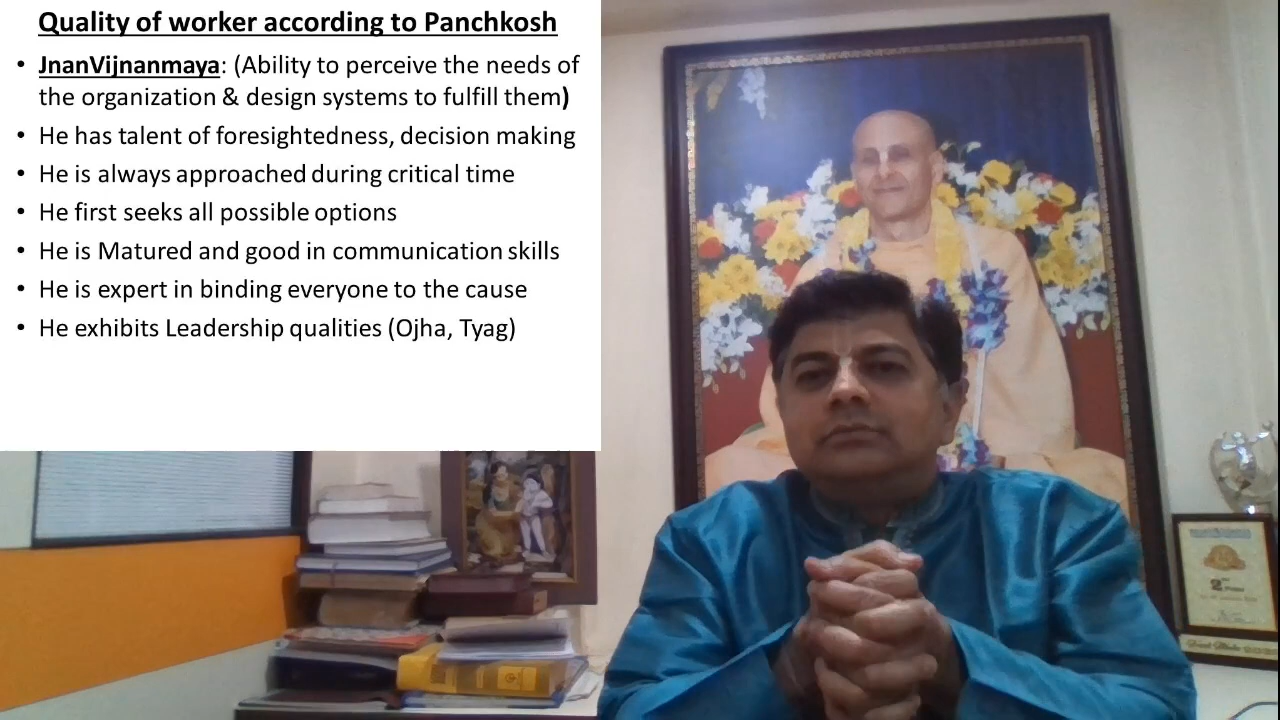 Quality of worker according to Panchkosh
• JnanVijnanmaya: (Ability to perceive the needs of
the organization & design systems to fulfill them)
• He has talent of foresightedness, decision making
• He is always approached during critical time
• He first seeks all possible options
• He is Matured and good in communication skills
• He is expert in binding everyone to the cause
• He exhibits Leadership qualities (Ojha, Tyag)
2